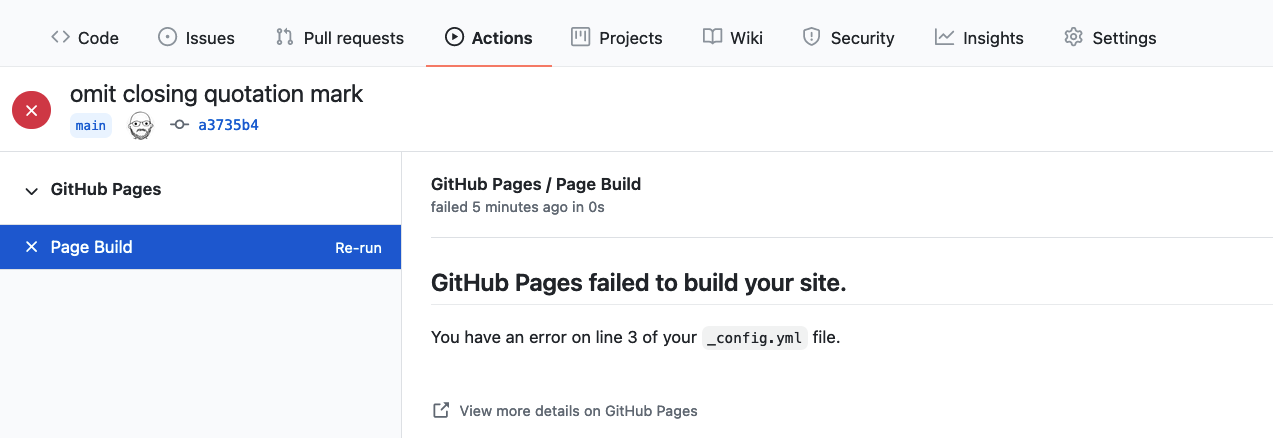 Code Issues Pull requests Actions Projects Wiki Security Insights Settings
omit closing quotation mark
main a3735b4
GitHub Pages
Page Build Re-run
GitHub Pages / Page Build
failed 5 minutes ago in 0s
GitHub Pages failed to build your site.
You have an error on line 3 of your _config.yml file.
View more details on GitHub Pages